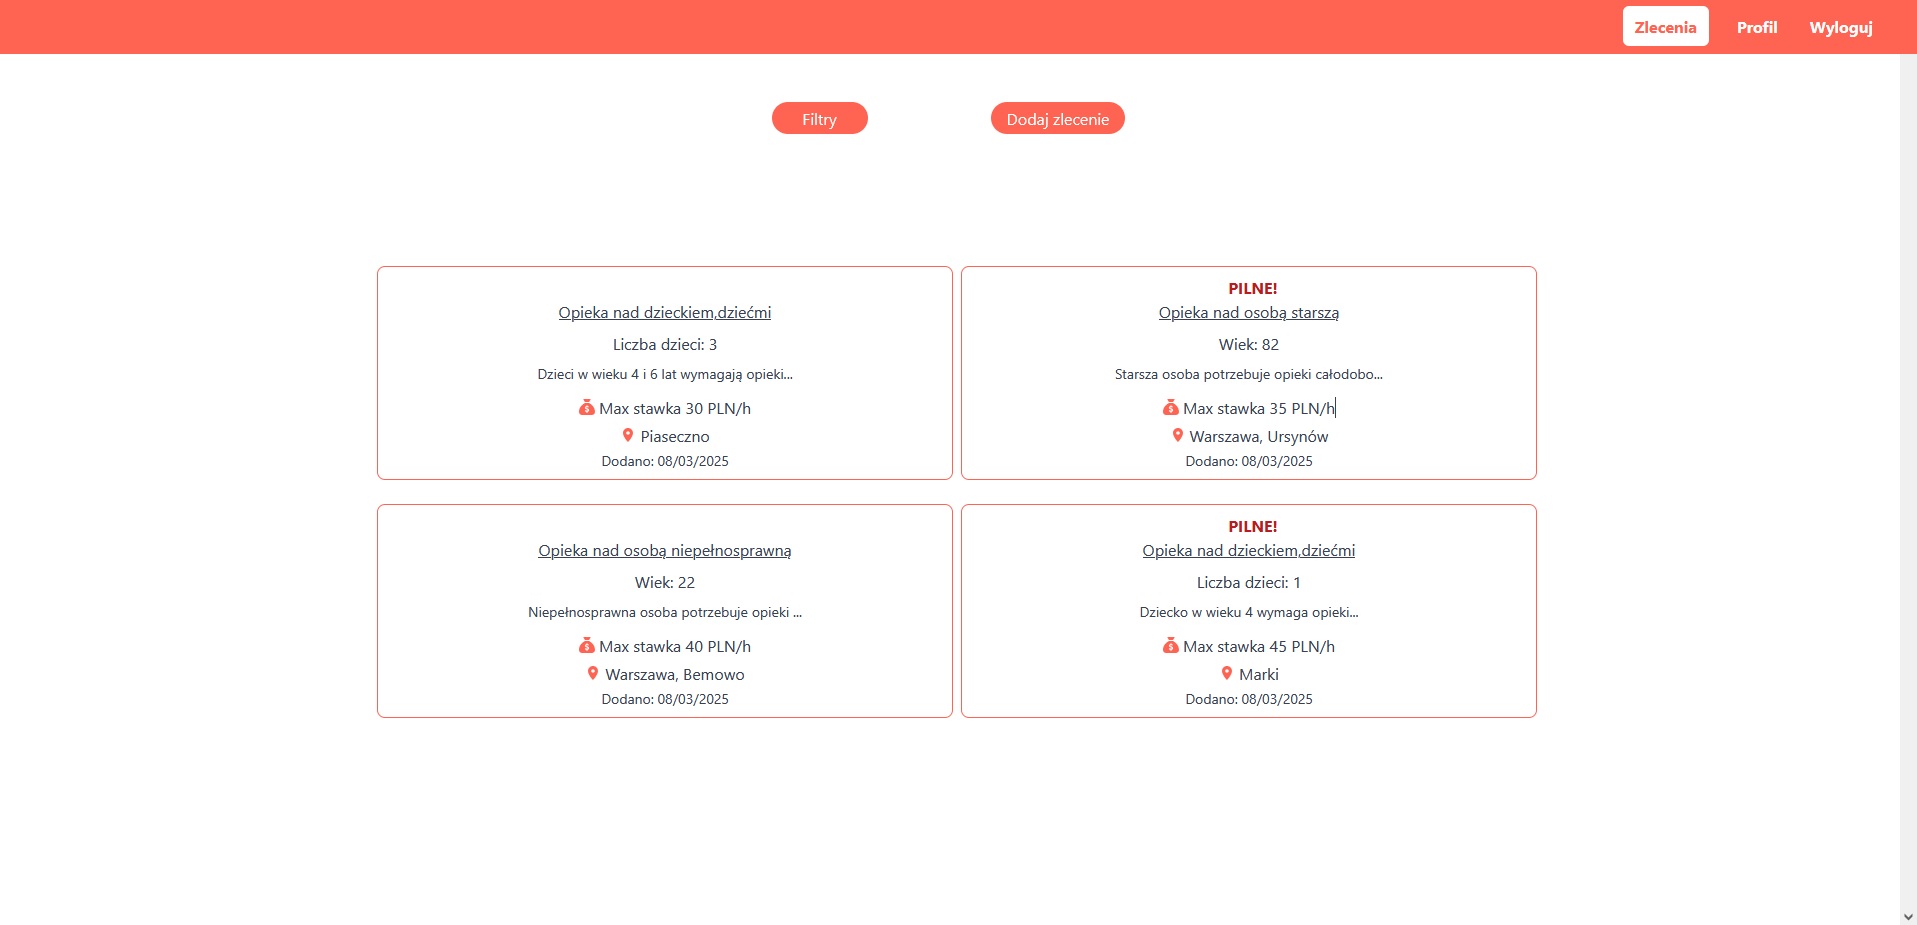 Zlecenia
Profil
Wyloguj
Filtry
Dodaj zlecenie
Opieka nad dzieckiem,dziećmi
Liczba dzieci: 3
Dzieci w wieku 4 i 6 lat wymagają opieki...
Max stawka 30 PLN/h
Piaseczno
Dodano: 08/03/2025
PILNE!
Opieka nad osobą starszą
Wiek: 82
Starsza osoba potrzebuje opieki całodobo...
Max stawka 35 PLN/h
Warszawa, Ursynów
Dodano: 08/03/2025
Opieka nad osobą niepełnosprawną
Wiek: 22
Niepełnosprawna osoba potrzebuje opieki ...
Max stawka 40 PLN/h
Warszawa, Bemowo
Dodano: 08/03/2025
PILNE!
Opieka nad dzieckiem,dziećmi
Liczba dzieci: 1
Dziecko w wieku 4 wymaga opieki...
Max stawka 45 PLN/h
Marki
Dodano: 08/03/2025